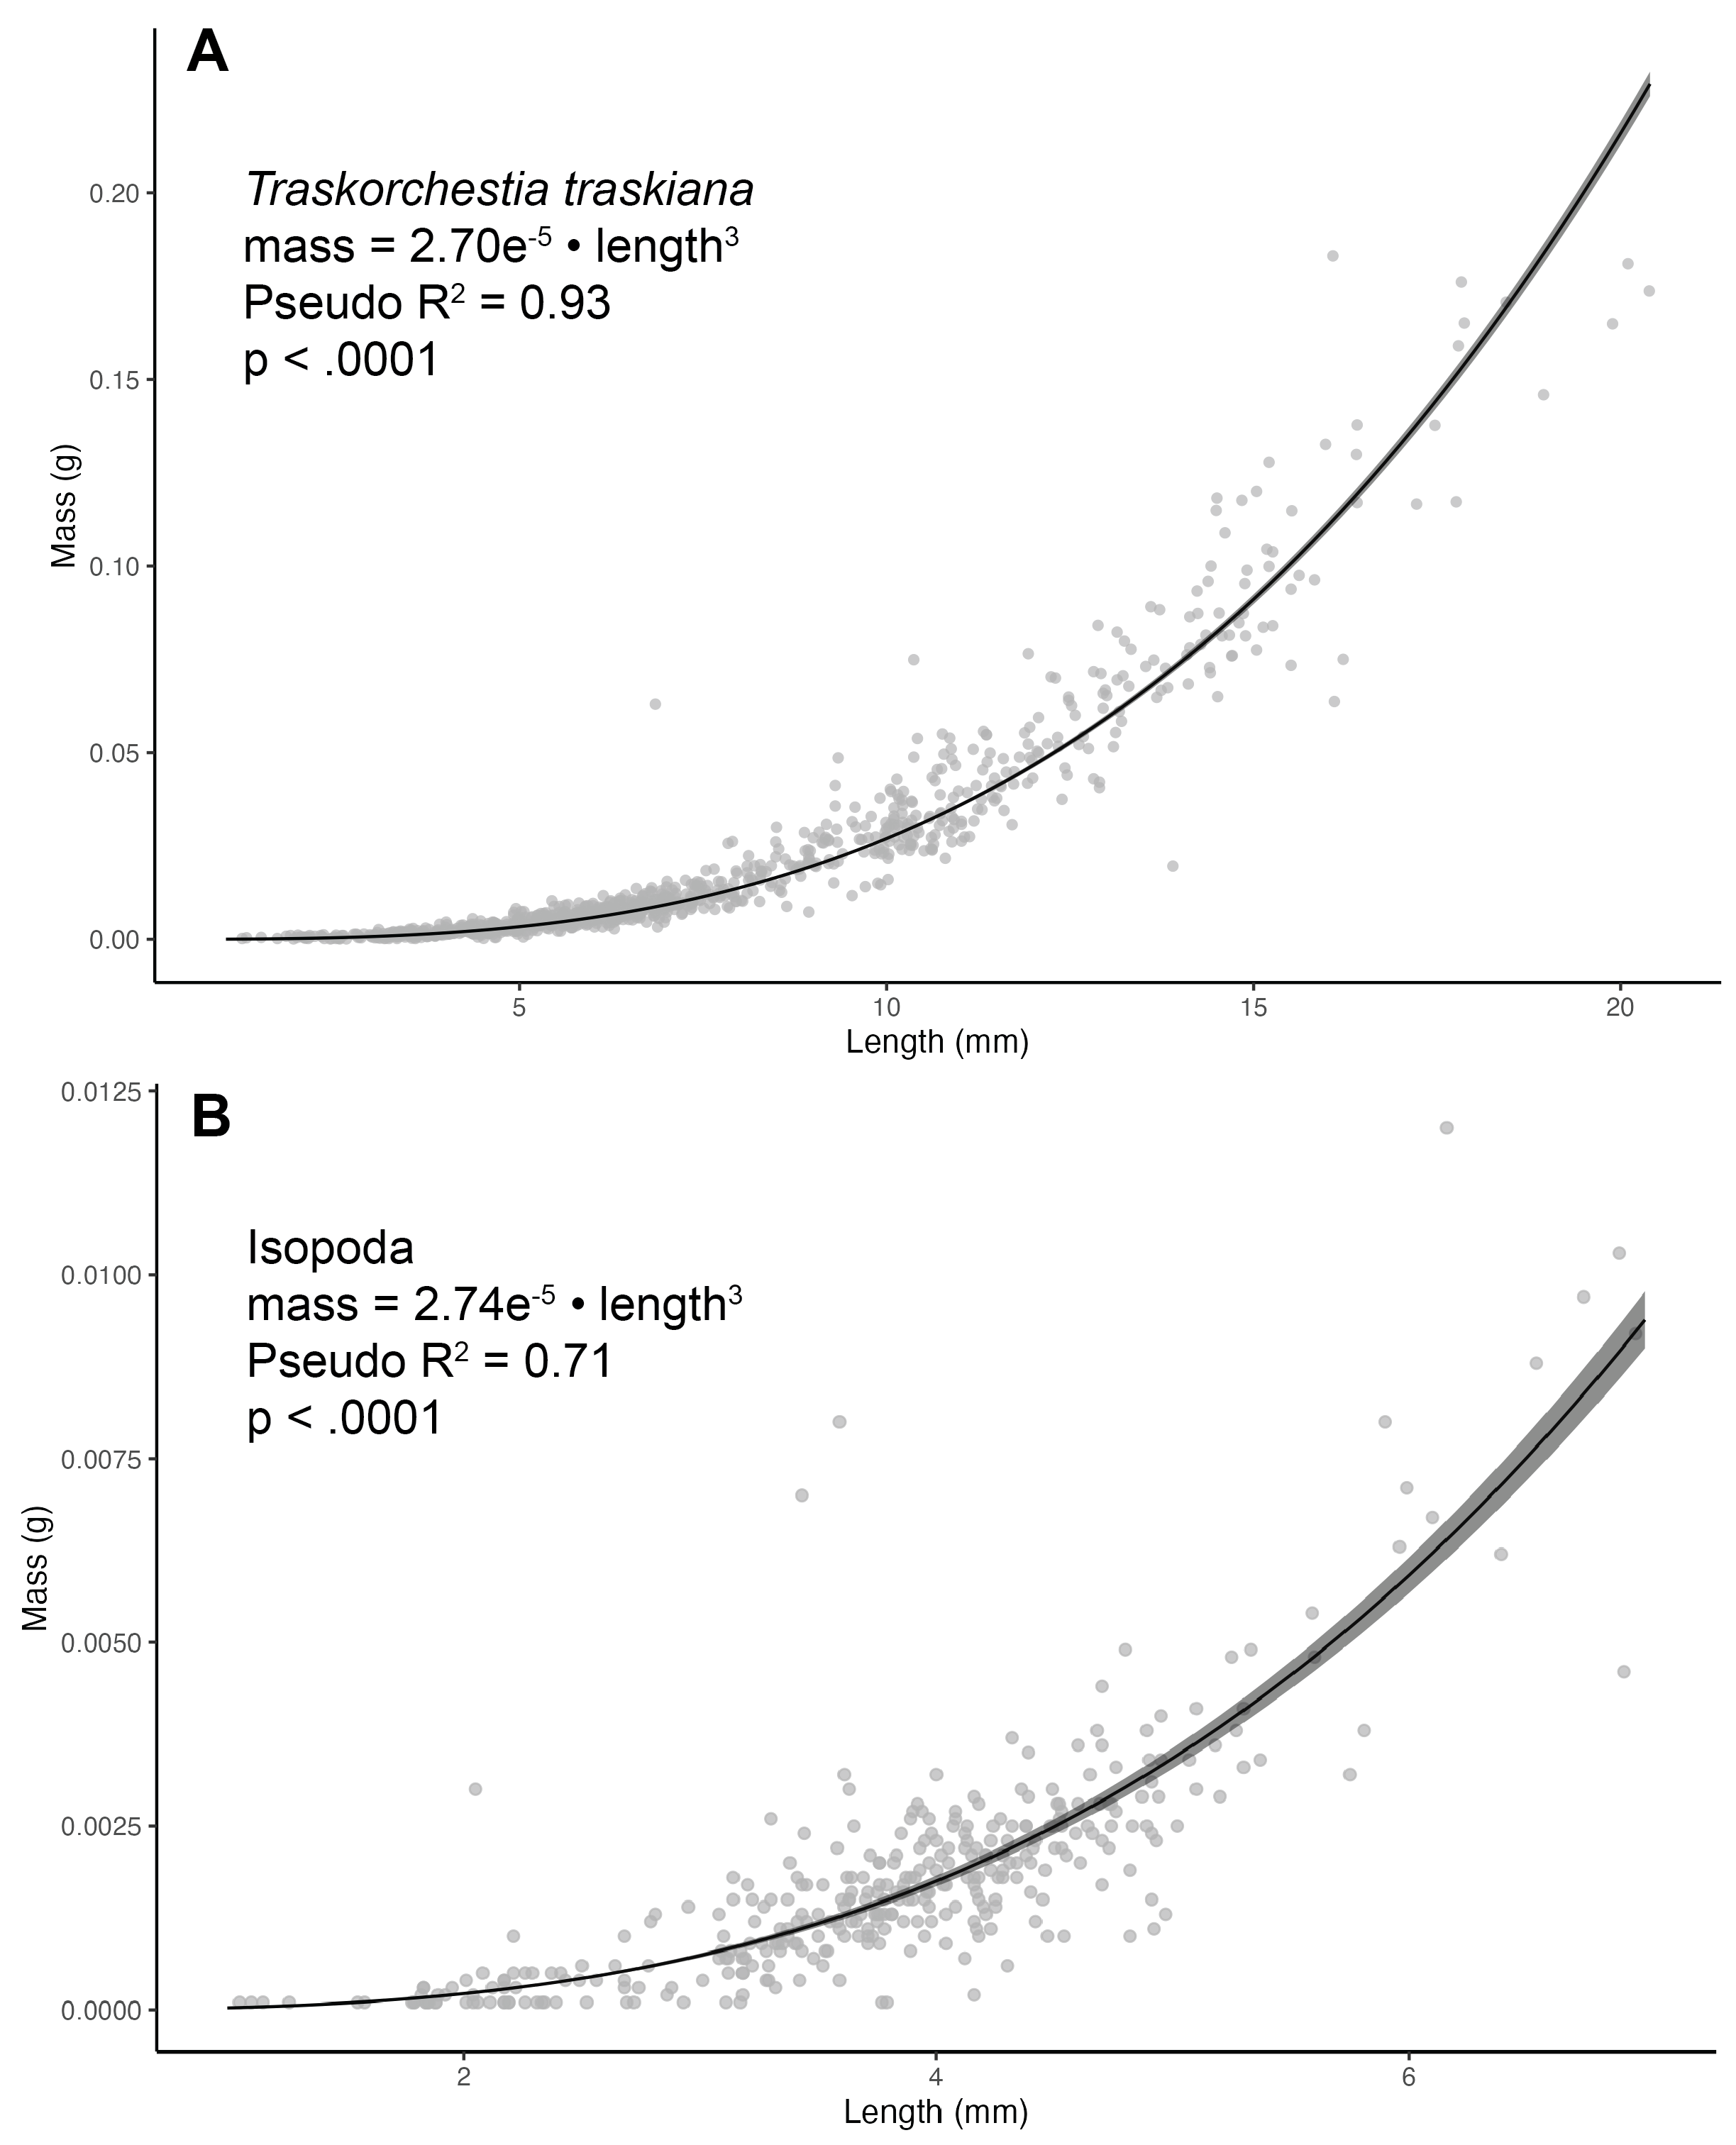 A
Traskorchestia traskiana
mass = 2.70e⁻⁵ • length³
Pseudo R² = 0.93
p < .0001
0.20
0.15
0.10
0.05
0.00
Mass (g)
5 10 15 20
Length (mm)
B
Isopoda
mass = 2.74e⁻⁵ • length³
Pseudo R² = 0.71
p < .0001
0.0125
0.0100
0.0075
0.0050
0.0025
0.0000
Mass (g)
2 4 6
Length (mm)